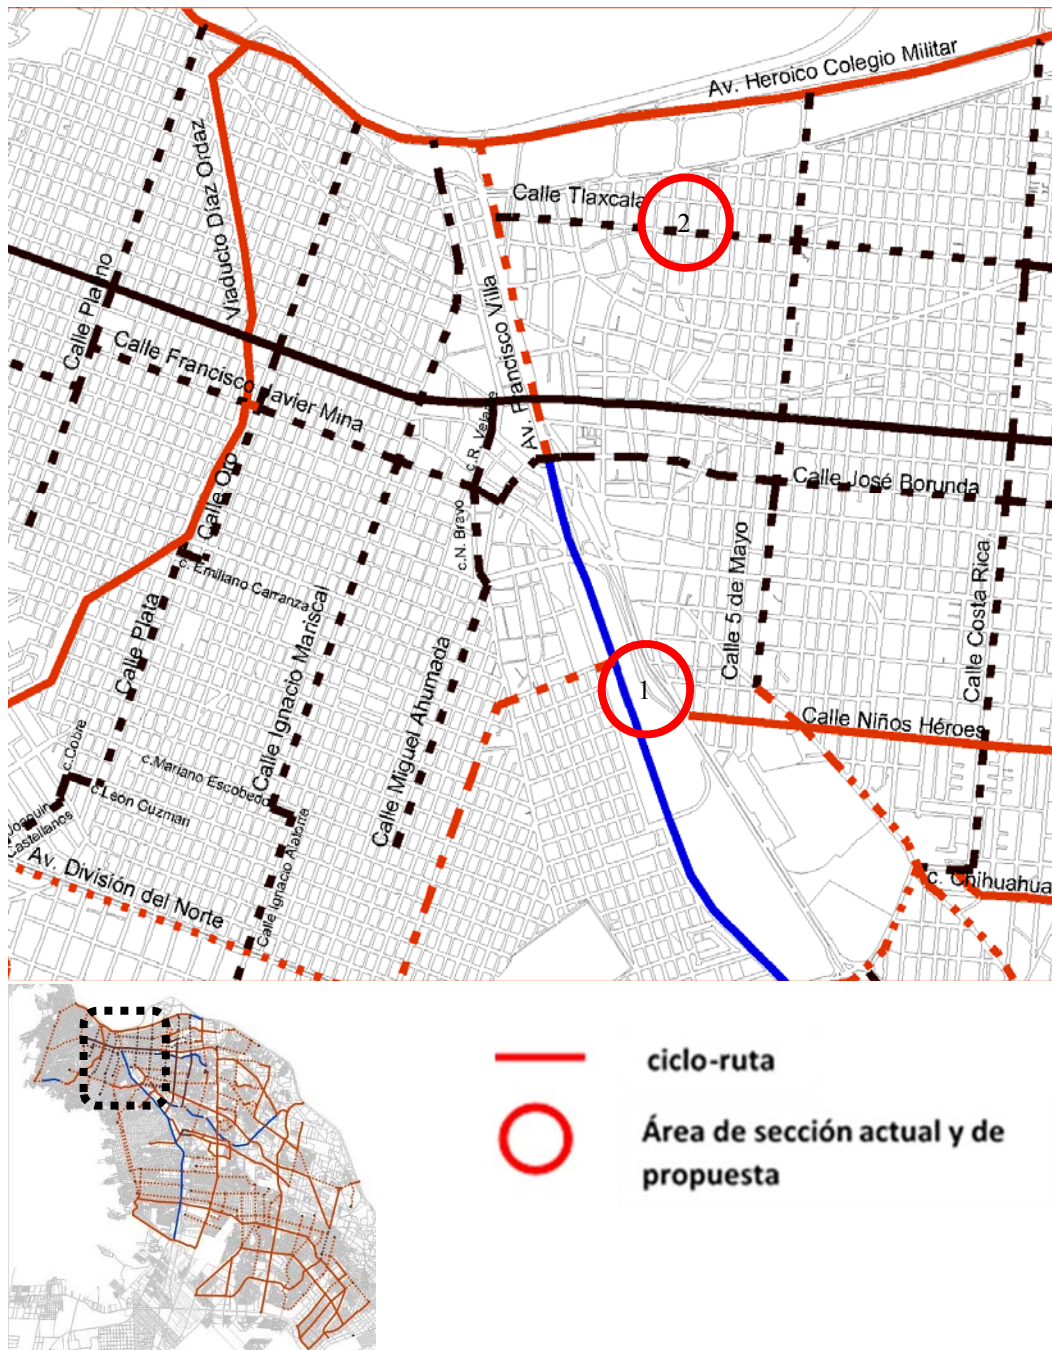 Av. Heroico Colegio Militar
Viaducto Díaz Ordaz
Calle Tlaxcala
2
Calle Platino
Av. Francisco Villa
Calle Francisco Javier Mina
c.R. Velarde
Calle Oro
Calle José Borunda
c.N. Bravo
c. Emiliano Carranza
Calle 5 de Mayo
Calle Costa Rica
Calle Plata
Calle Ignacio Mariscal
Calle Miguel Ahumada
1
Calle Niños Héroes
c.Cobre
c.Mariano Escobedo
c.León Guzmán
Joaquin
Castellanos
Calle Ignacio Alatorre
Av. División del Norte
c. Chihuahua
ciclo-ruta
Área de sección actual y de
propuesta